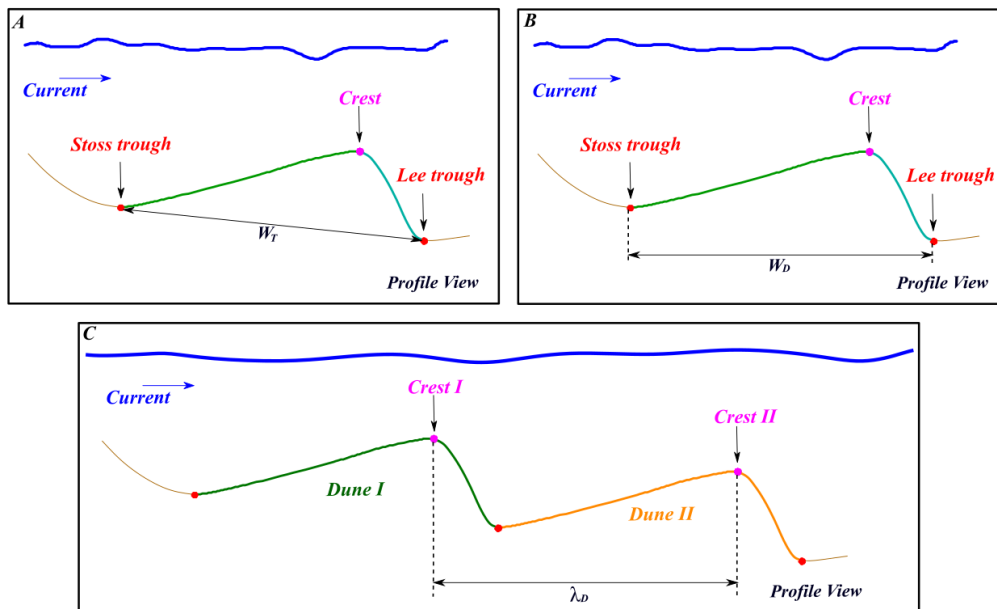 A
Current
Crest
Stoss trough
Lee trough
W_T
Profile View
B
Current
Crest
Stoss trough
Lee trough
W_D
Profile View
C
Current
Crest I
Crest II
Dune I
Dune II
λ_D
Profile View